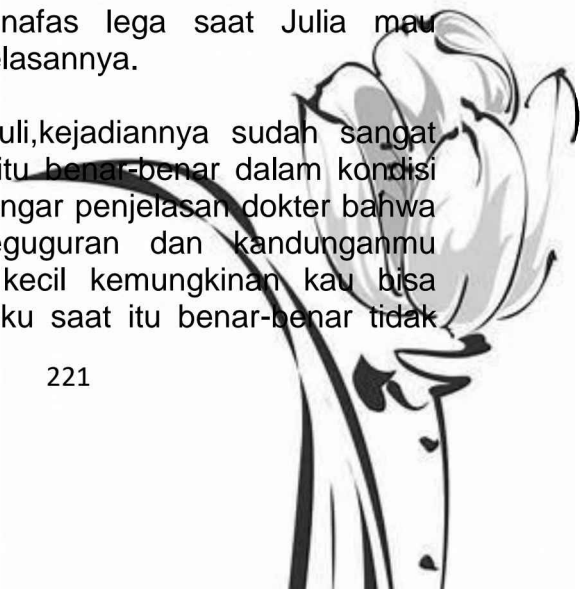 nafas lega saat Julia mau
elasannya.
uli,kejadiannya sudah sangat
itu benar-benar dalam kondisi
ngar penjelasan dokter bahwa
eguguran dan kandunganmu
kecil kemungkinan kau bisa
ku saat itu benar-benar tidak
221